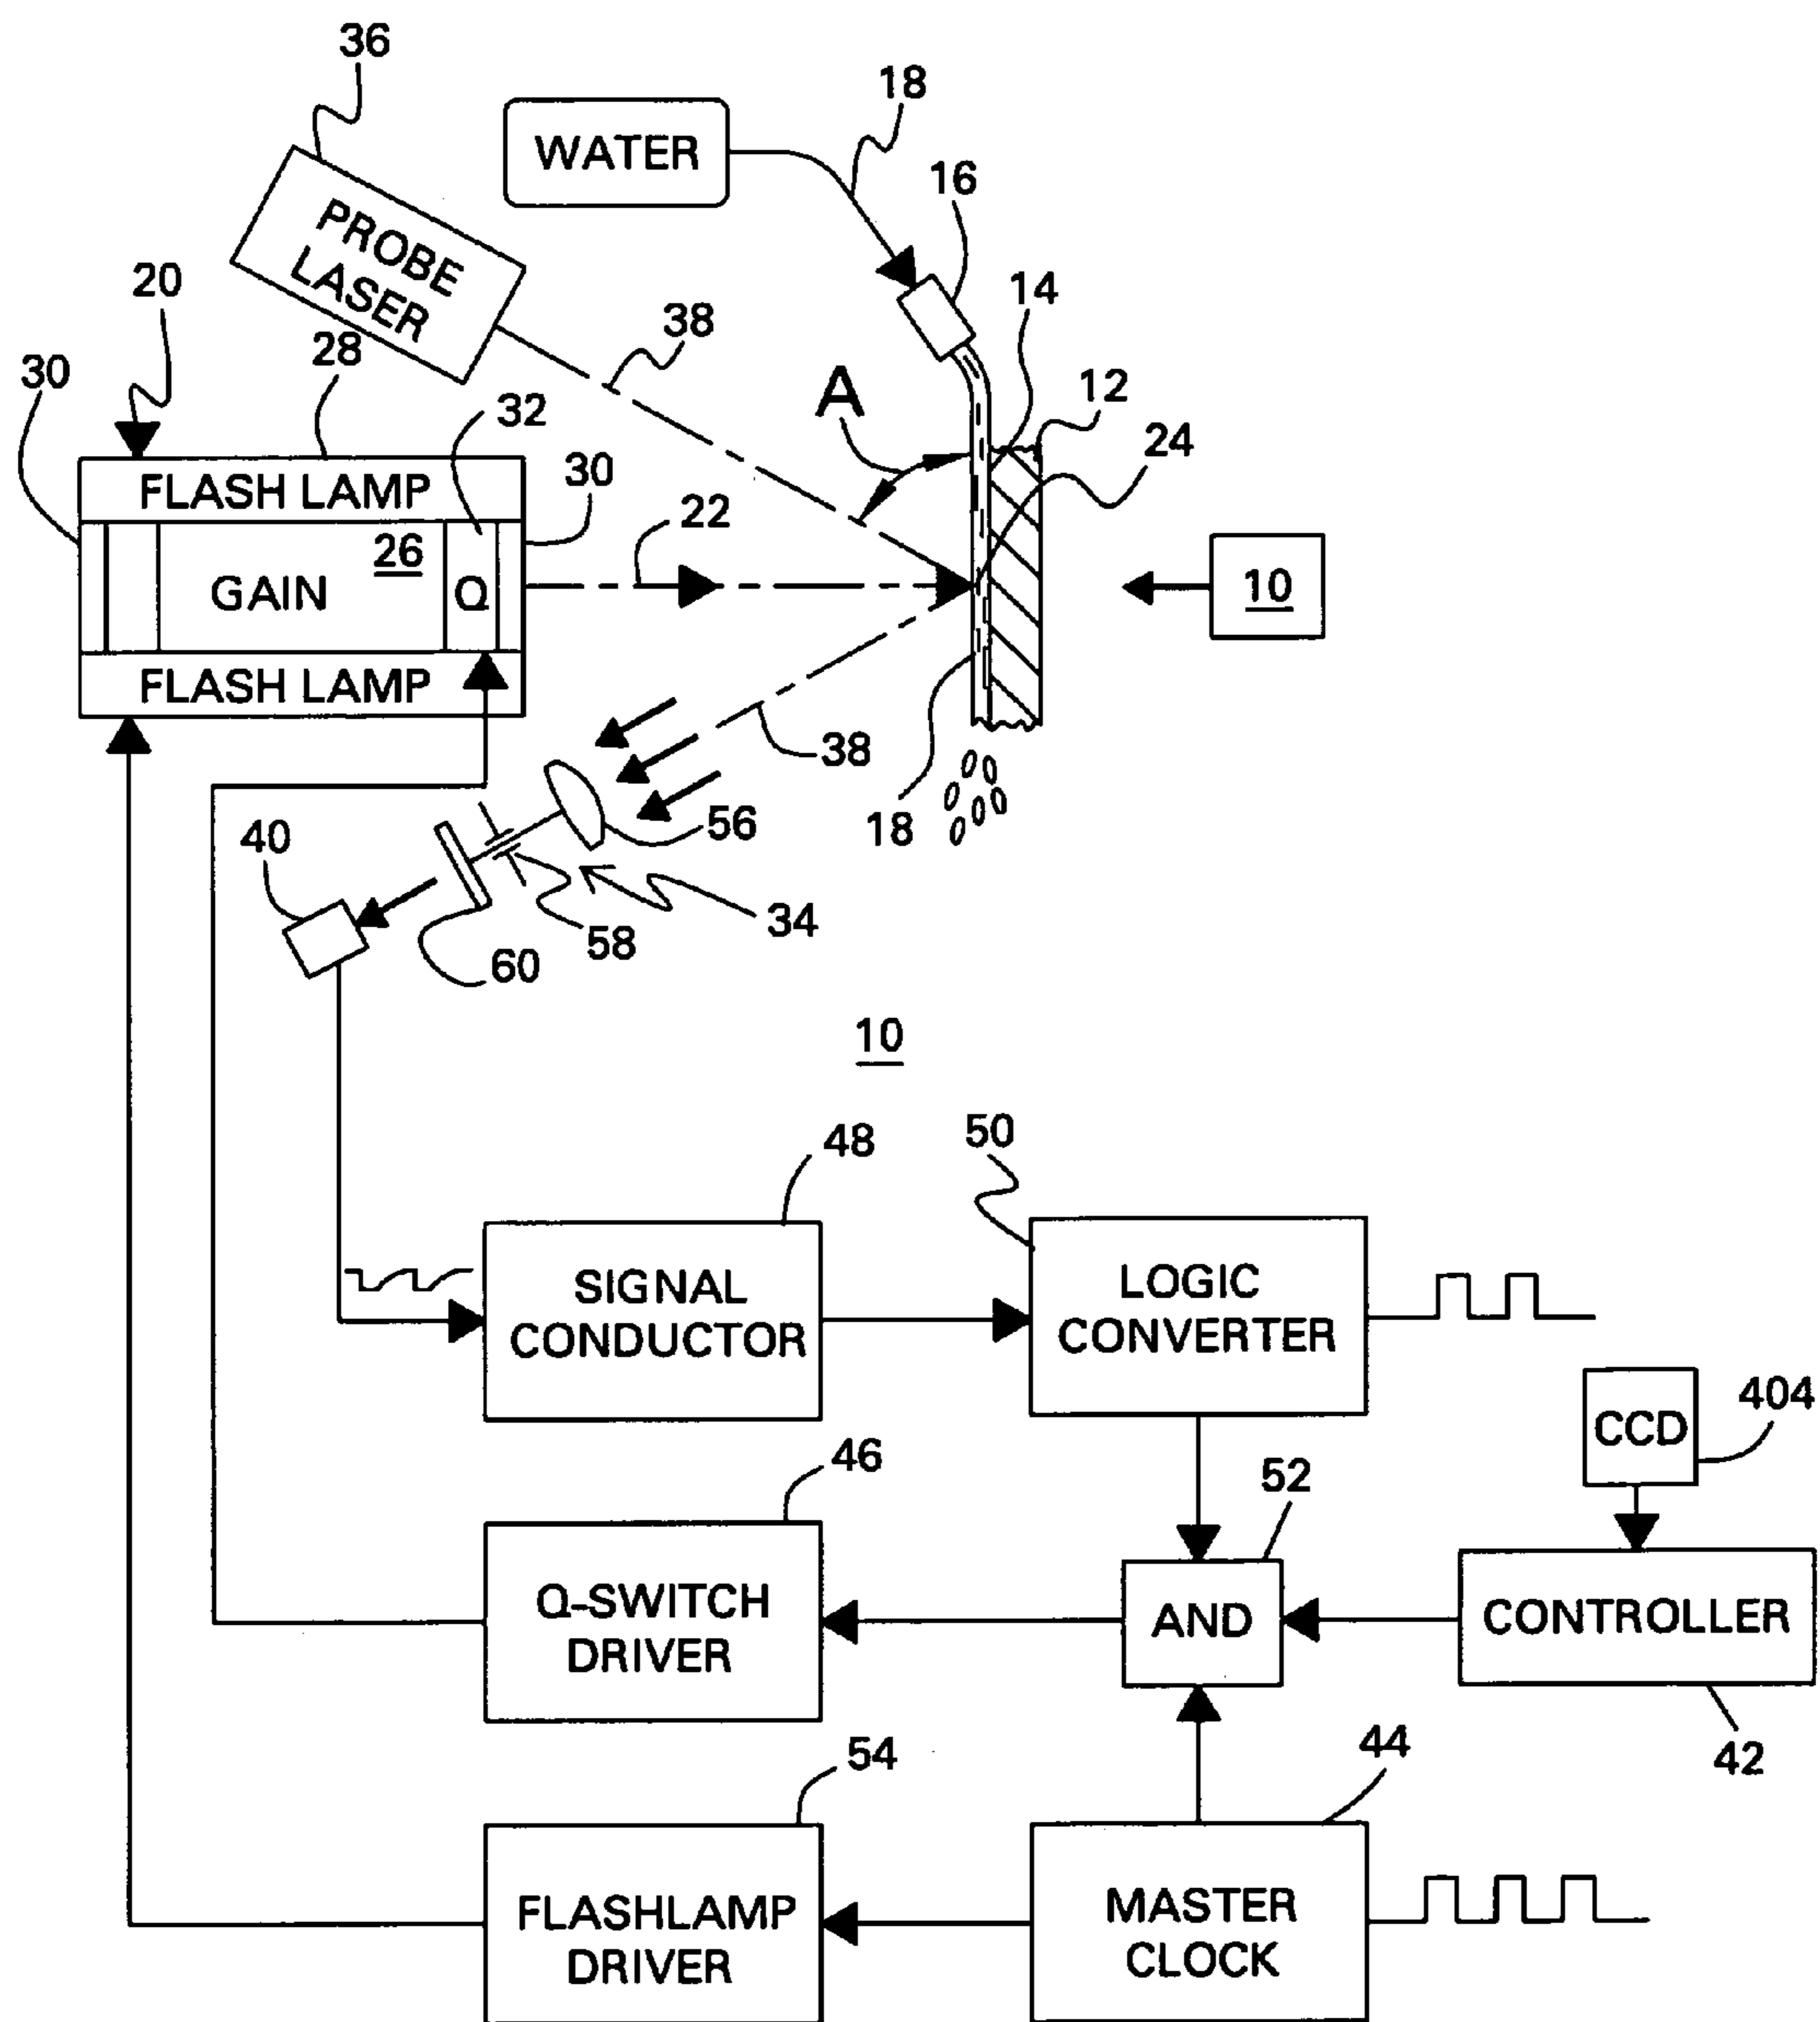 36
18
WATER
16
PROBE
LASER
20
14
38
28
30
12
A
32
24
FLASH LAMP
30
22
26
GAIN
Q
10
FLASH LAMP
38
18
56
40
34
58
60
10
48
50
SIGNAL
CONDUCTOR
LOGIC
CONVERTER
404
CCD
46
52
Q-SWITCH
DRIVER
AND
CONTROLLER
42
54
44
FLASHLAMP
DRIVER
MASTER
CLOCK